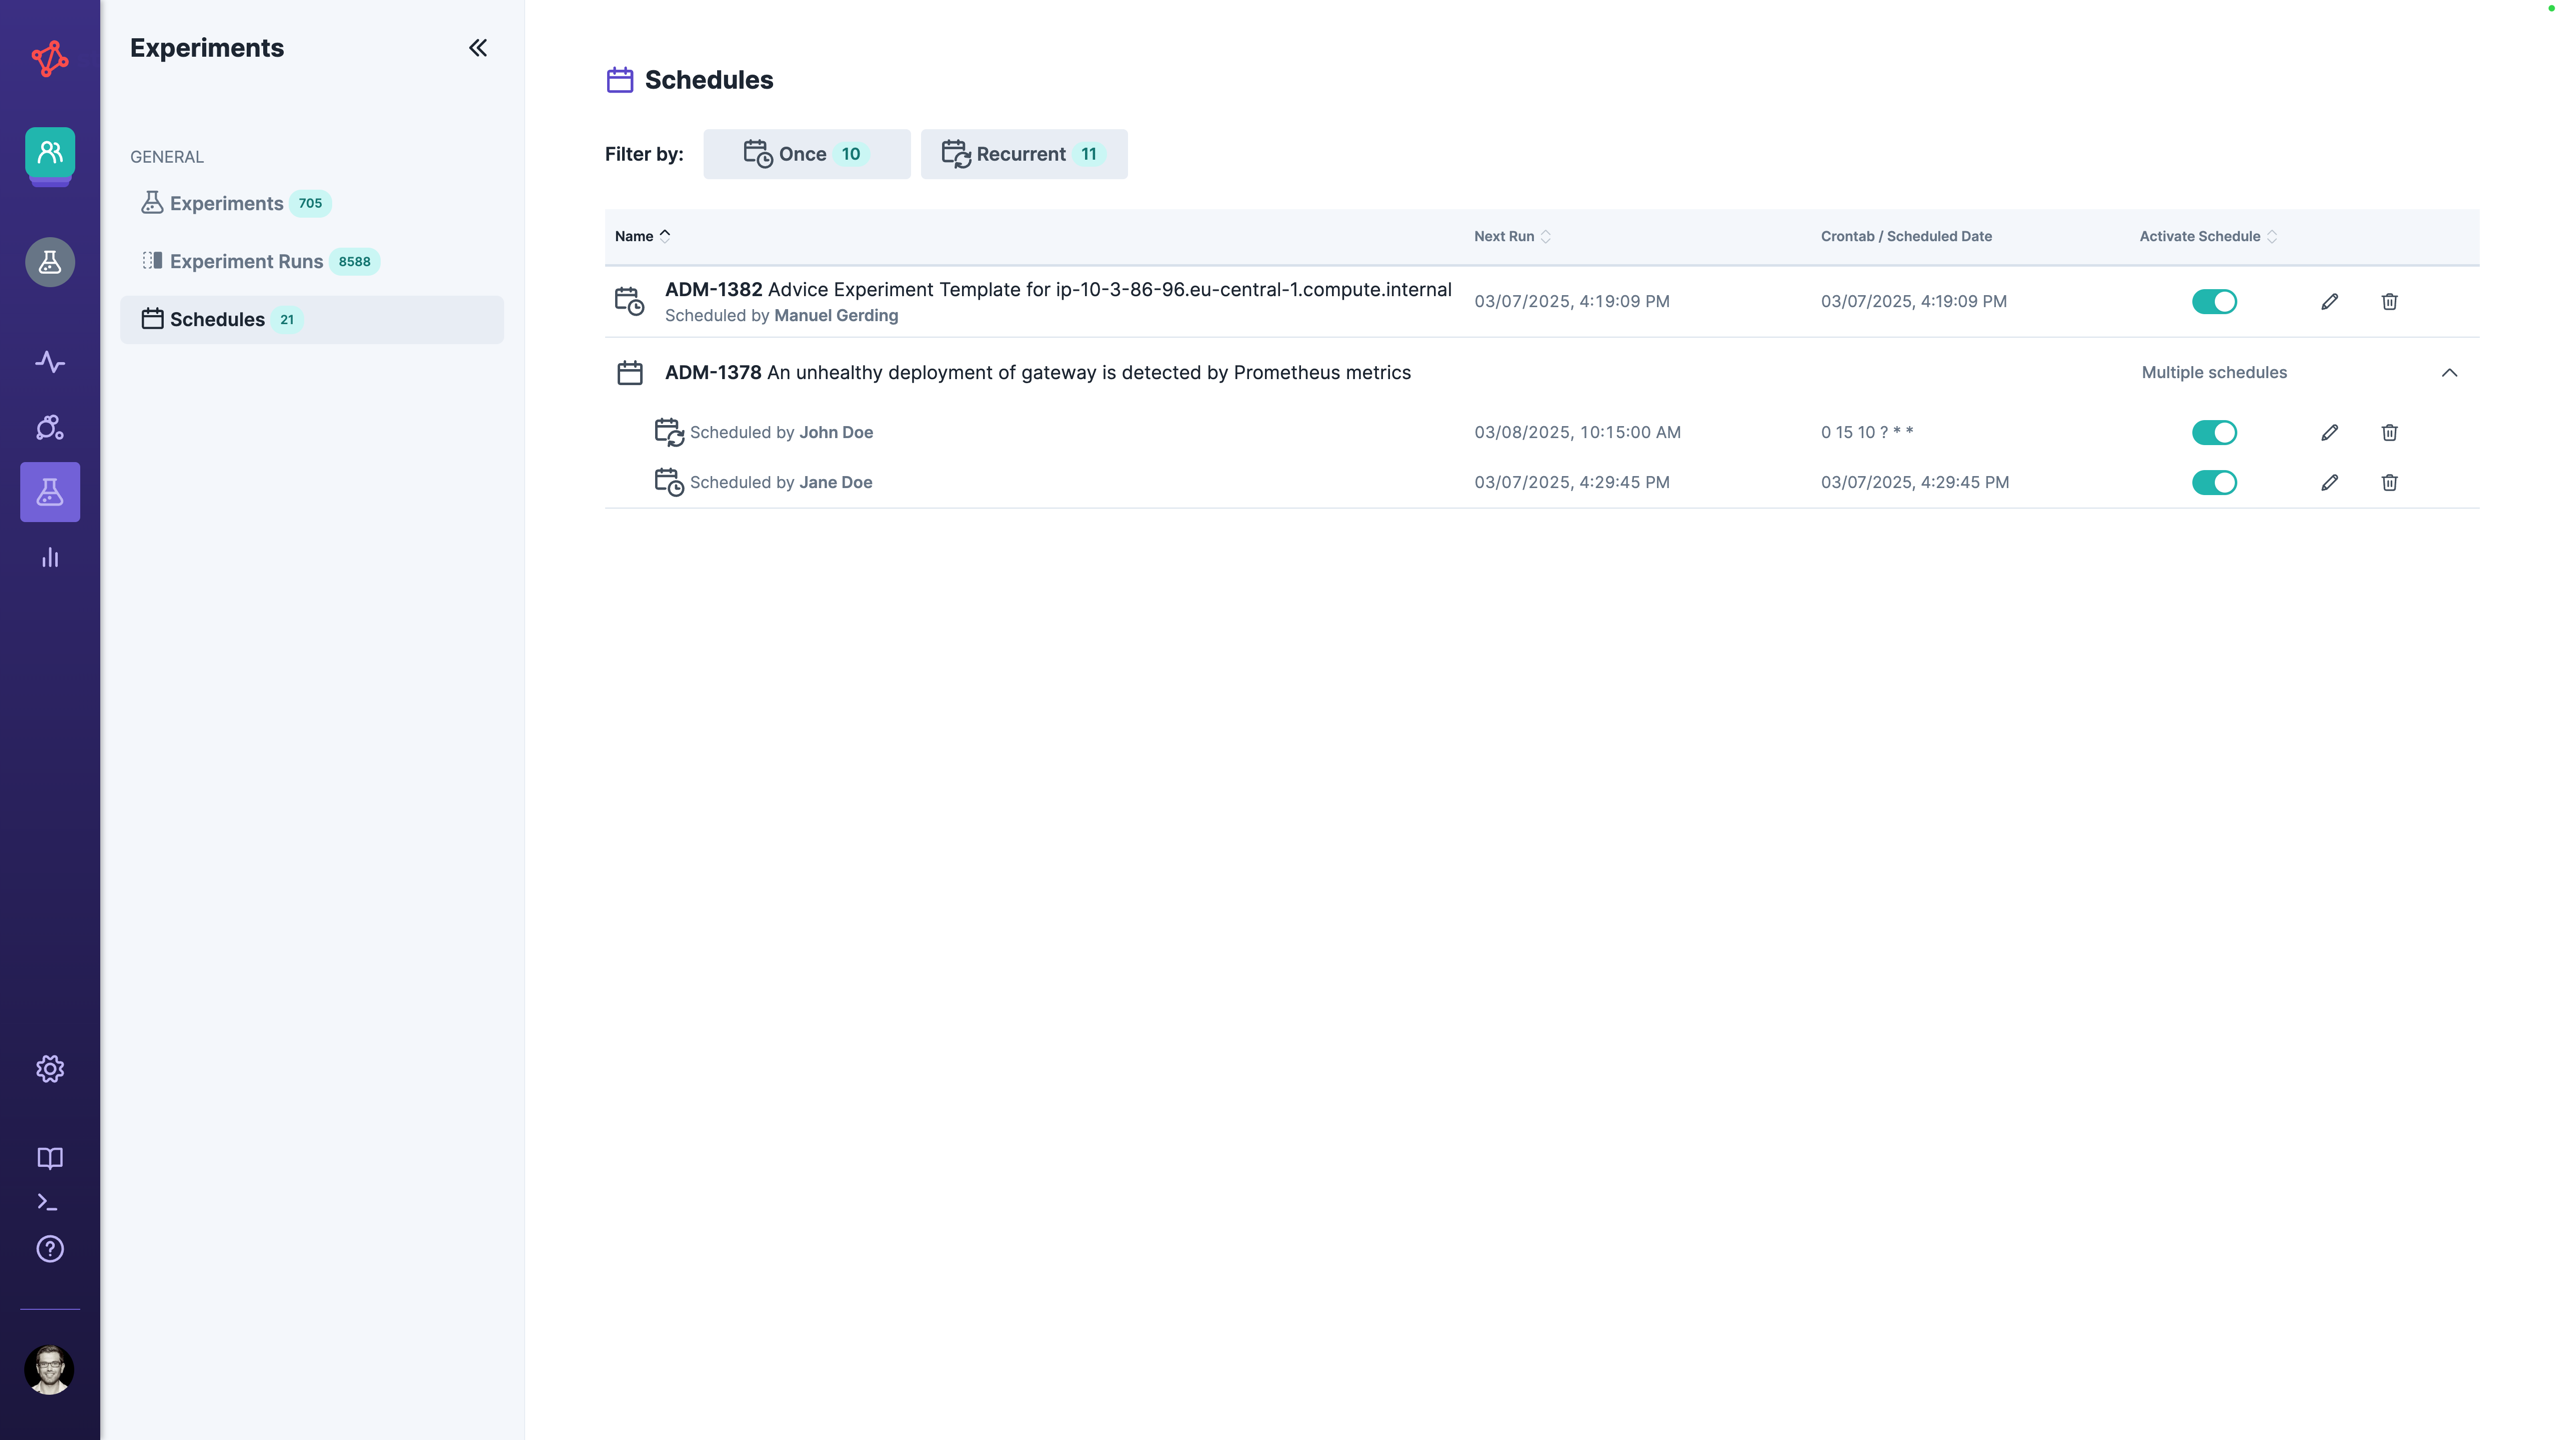 Experiments
GENERAL
Experiments 705
Experiment Runs 8588
Schedules 21
Schedules
Filter by: Once 10 Recurrent 11
Name Next Run Crontab / Scheduled Date Activate Schedule
ADM-1382 Advice Experiment Template for ip-10-3-86-96.eu-central-1.compute.internal
Scheduled by Manuel Gerding
03/07/2025, 4:19:09 PM 03/07/2025, 4:19:09 PM
ADM-1378 An unhealthy deployment of gateway is detected by Prometheus metrics Multiple schedules
Scheduled by John Doe 03/08/2025, 10:15:00 AM 0 15 10 ? * *
Scheduled by Jane Doe 03/07/2025, 4:29:45 PM 03/07/2025, 4:29:45 PM